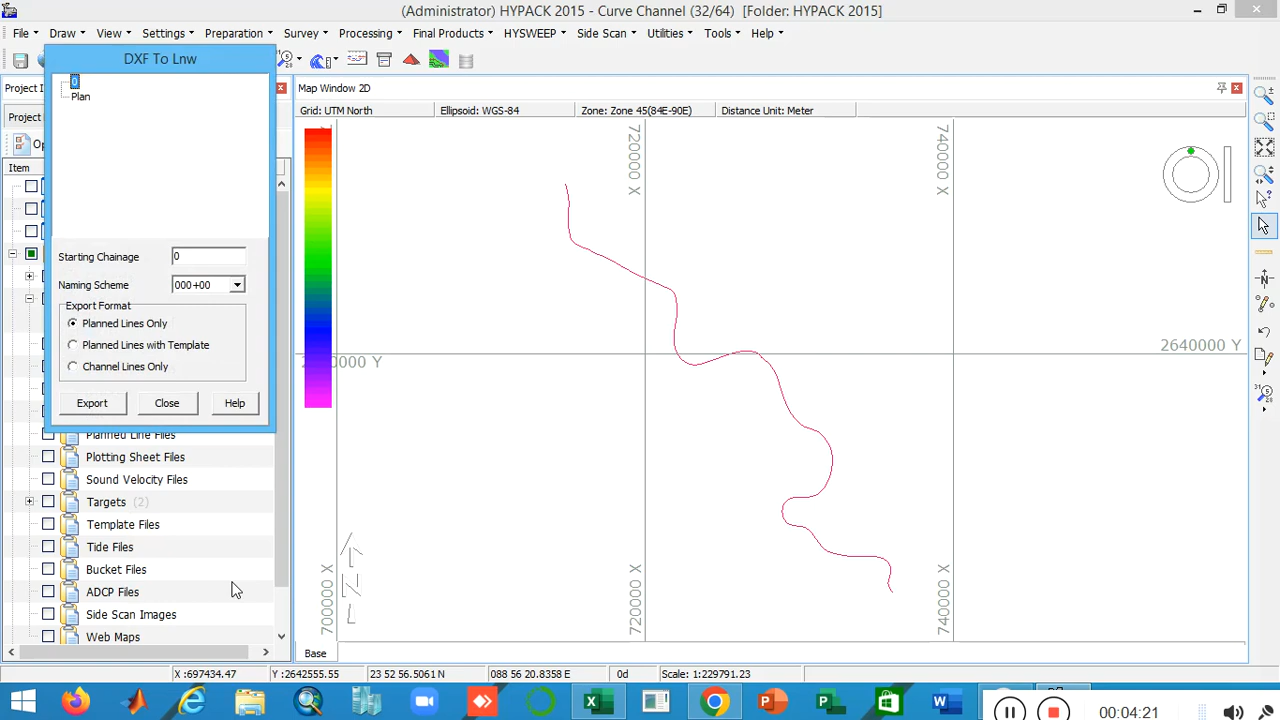 (Administrator) HYPACK 2015 - Curve Channel (32/64) [Folder: HYPACK 2015]
File Draw View Settings Preparation Survey Processing Final Products HYSWEEP Side Scan Utilities Tools Help
DXF To Lnw
0
Plan
Starting Chainage 0
Naming Scheme 000+00
Export Format
Planned Lines Only
Planned Lines with Template
Channel Lines Only
Export Close Help
Item
Planned Line Files
Plotting Sheet Files
Sound Velocity Files
Targets (2)
Template Files
Tide Files
Bucket Files
ADCP Files
Side Scan Images
Web Maps
Map Window 2D
Grid: UTM North Ellipsoid: WGS-84 Zone: Zone 45(84E-90E) Distance Unit: Meter
720000 X
740000 X
2640000 Y
700000 X
720000 X
740000 X
Base
X :697434.47 Y :2642555.55 23 52 56.5061 N 088 56 20.8358 E 0d Scale: 1:229791.23
00:04:21